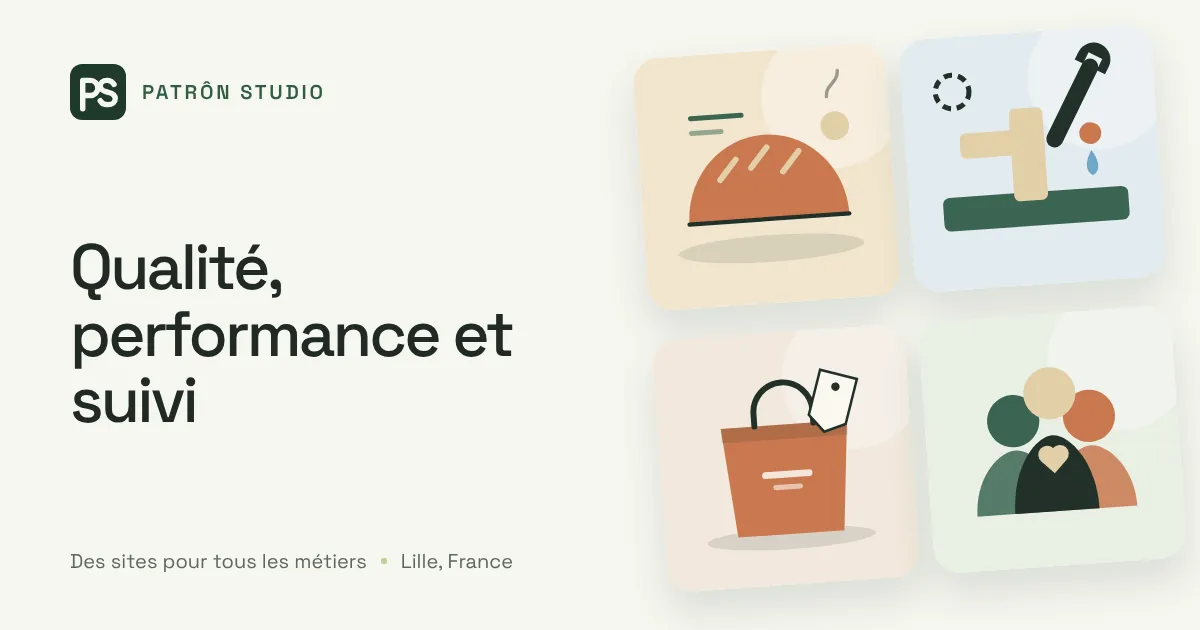 PS
PATRÔN STUDIO
Qualité,
performance et
suivi
Des sites pour tous les métiers • Lille, France